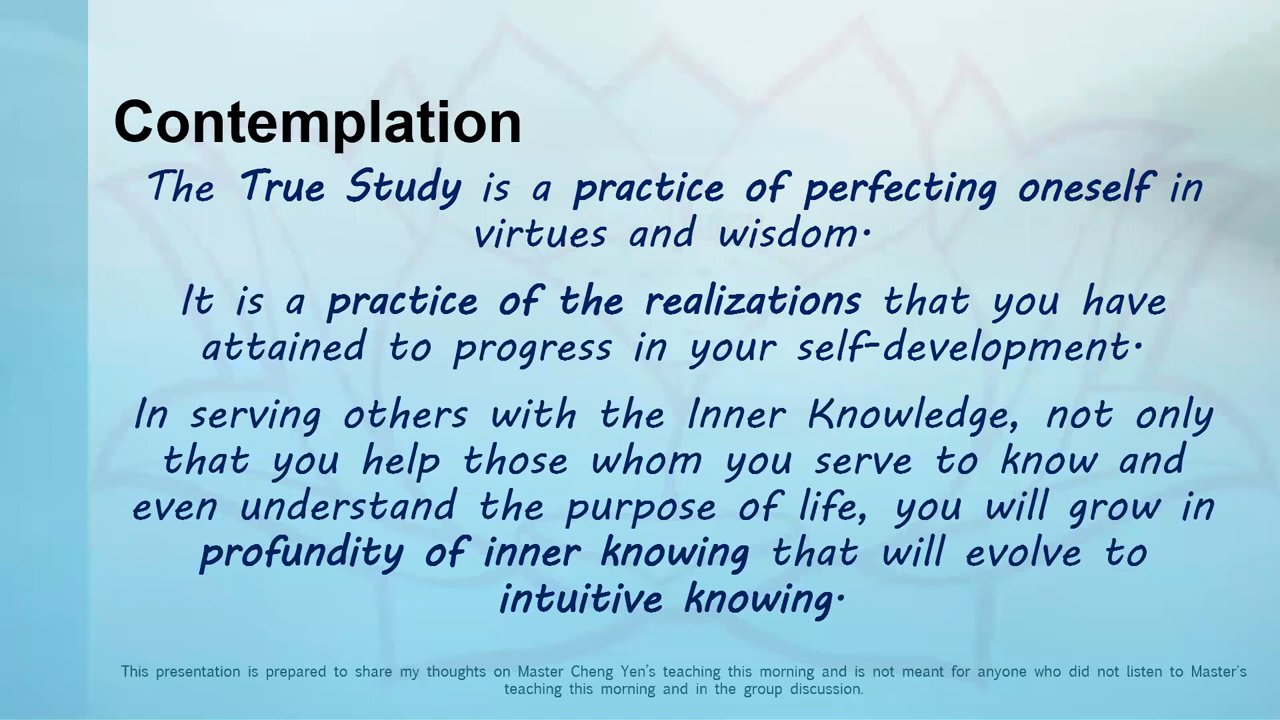 Contemplation
The True Study is a practice of perfecting oneself in
virtues and wisdom.
It is a practice of the realizations that you have
attained to progress in your self-development.
In serving others with the Inner Knowledge, not only
that you help those whom you serve to know and
even understand the purpose of life, you will grow in
profundity of inner knowing that will evolve to
intuitive knowing.
This presentation is prepared to share my thoughts on Master Cheng Yen's teaching this morning and is not meant for anyone who did not listen to Master's
teaching this morning and in the group discussion.